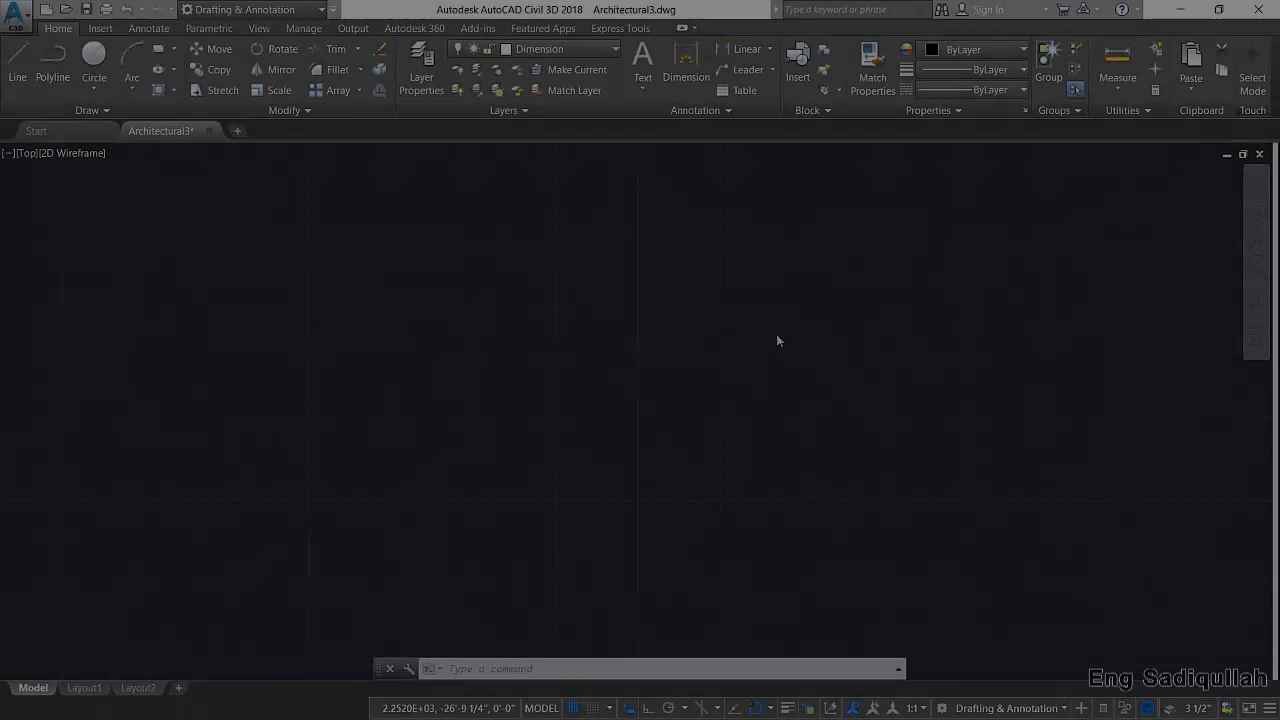 C3D
Drafting & Annotation
Autodesk AutoCAD Civil 3D 2018 Architectural3.dwg
Type a keyword or phrase
Sign In
Home Insert Annotate Parametric View Manage Output Autodesk 360 Add-ins Featured Apps Express Tools
Line
Polyline
Circle
Arc
Move
Rotate
Trim
Copy
Mirror
Fillet
Stretch
Scale
Array
Layer
Properties
Dimension
Make Current
Match Layer
Text
Dimension
Linear
Leader
Table
Insert
Match
Properties
ByLayer
ByLayer
ByLayer
Group
Measure
Paste
Select
Mode
Draw Modify Layers Annotation Block Properties Groups Utilities Clipboard Touch
Start Architectural3*
[−][Top][2D Wireframe]
Type a command
Eng Sadiqullah
Model Layout1 Layout2
2.2520E+03, -26'-9 1/4", 0'-0" MODEL 1:1 Drafting & Annotation 3 1/2"